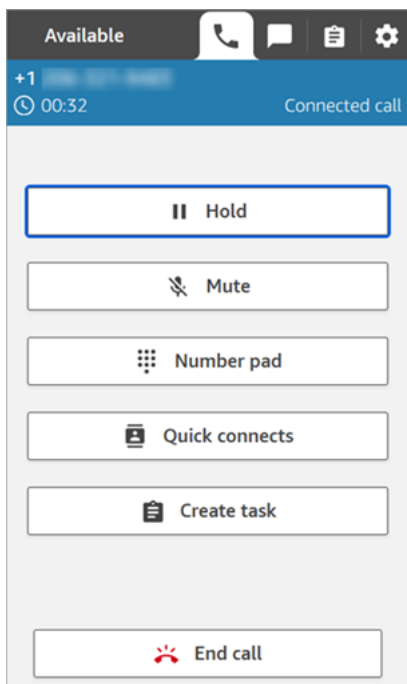 Available
+1
00:32 Connected call
Hold
Mute
Number pad
Quick connects
Create task
End call